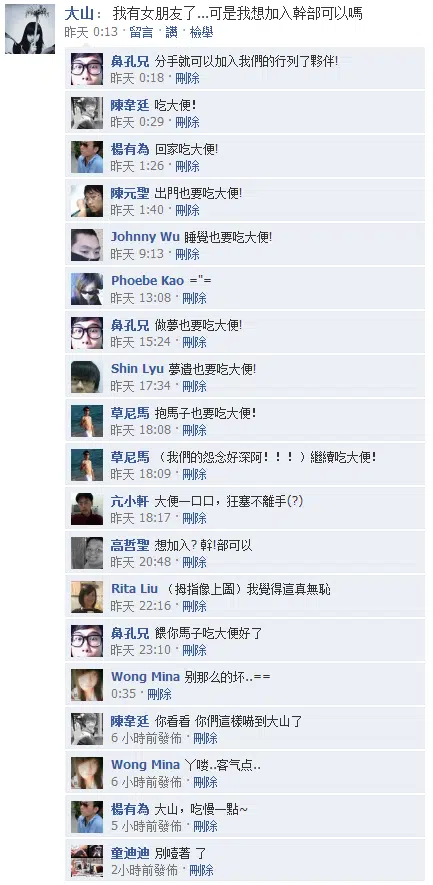 大山： 我有女朋友了...可是我想加入幹部可以嗎
昨天 0:13 · 留言 · 讚 · 檢舉
鼻孔兄 分手就可以加入我們的行列了夥伴!
昨天 0:18 · 刪除
陳韋廷 吃大便!
昨天 0:29 · 刪除
楊有為 回家吃大便!
昨天 1:26 · 刪除
陳元聖 出門也要吃大便!
昨天 1:40 · 刪除
Johnny Wu 睡覺也要吃大便!
昨天 9:13 · 刪除
Phoebe Kao ="=
昨天 13:08 · 刪除
鼻孔兄 做夢也要吃大便!
昨天 15:24 · 刪除
Shin Lyu 夢遺也要吃大便!
昨天 17:34 · 刪除
草尼馬 抱馬子也要吃大便!
昨天 18:08 · 刪除
草尼馬 （我們的怨念好深阿！！！）繼續吃大便!
昨天 18:09 · 刪除
亢小軒 大便一口口，狂塞不離手(?)
昨天 18:17 · 刪除
高哲聖 想加入? 幹!部可以
昨天 20:48 · 刪除
Rita Liu （拇指像上圖）我覺得這真無恥
昨天 22:16 · 刪除
鼻孔兄 餵你馬子吃大便好了
昨天 23:10 · 刪除
Wong Mina 别那么的坏..==
0:35 · 刪除
陳韋廷 你看看 你們這樣嚇到大山了
6 小時前發佈 · 刪除
Wong Mina 丫喽..客气点..
6 小時前發佈 · 刪除
楊有為 大山，吃慢一點~
5 小時前發佈 · 刪除
童迪迪 別噎著 了
2小時前發佈 · 刪除